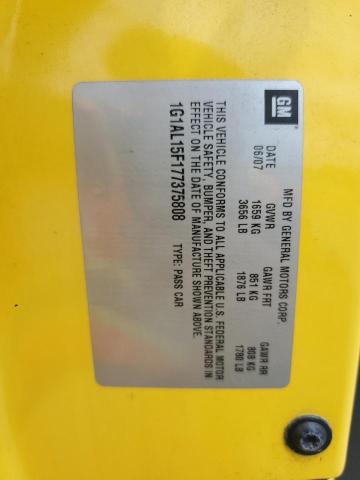 GM
MFD BY GENERAL MOTORS CORP.
DATE GVWR GAWR FRT GAWR RR
06/07 1659 KG 851 KG 808 KG
3656 LB 1876 LB 1780 LB
THIS VEHICLE CONFORMS TO ALL APPLICABLE U.S. FEDERAL MOTOR
VEHICLE SAFETY, BUMPER, AND THEFT PREVENTION STANDARDS IN
EFFECT ON THE DATE OF MANUFACTURE SHOWN ABOVE.
1G1AL15F177375808 TYPE: PASS CAR